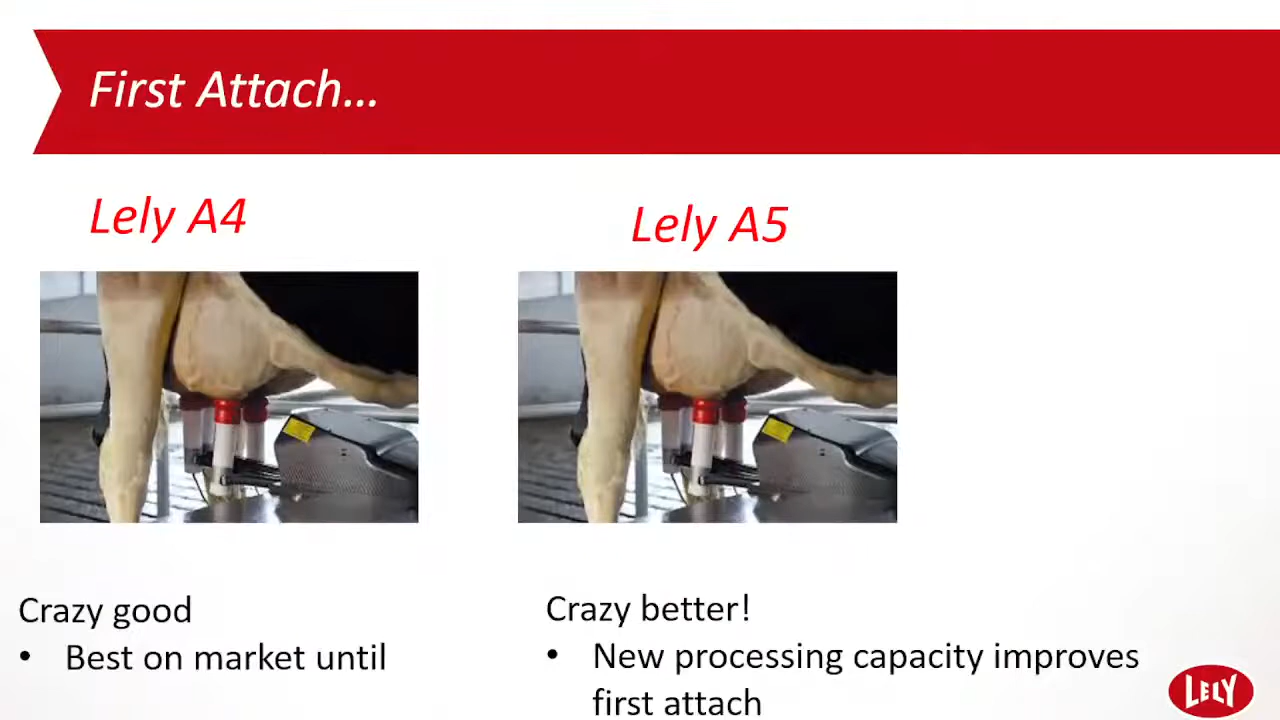 First Attach...
Lely A4
Lely A5
Crazy good
• Best on market until
Crazy better!
• New processing capacity improves
first attach
LELY